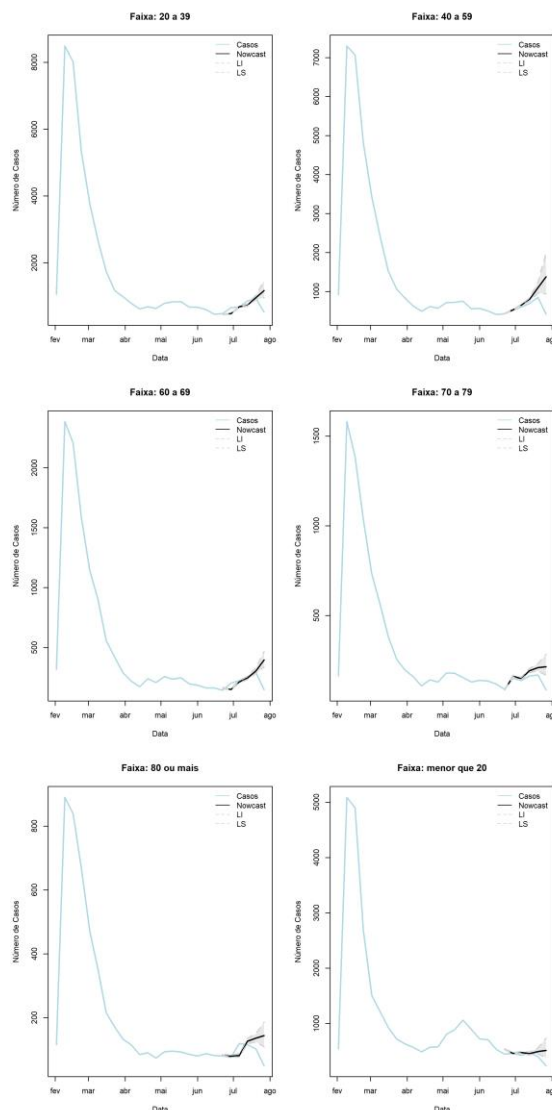 Faixa: 20 a 39
Número de Casos
8000
6000
4000
2000
Casos
Nowcast
LI
LS
fev mar abr mai jun jul ago
Data
Faixa: 40 a 59
Número de Casos
7000
6000
5000
4000
3000
2000
1000
Casos
Nowcast
LI
LS
fev mar abr mai jun jul ago
Data
Faixa: 60 a 69
Número de Casos
2000
1500
1000
500
Casos
Nowcast
LI
LS
fev mar abr mai jun jul ago
Data
Faixa: 70 a 79
Número de Casos
1500
1000
500
Casos
Nowcast
LI
LS
fev mar abr mai jun jul ago
Data
Faixa: 80 ou mais
Número de Casos
800
600
400
200
Casos
Nowcast
LI
LS
fev mar abr mai jun jul ago
Data
Faixa: menor que 20
Número de Casos
5000
4000
3000
2000
1000
Casos
Nowcast
LI
LS
fev mar abr mai jun jul ago
Data